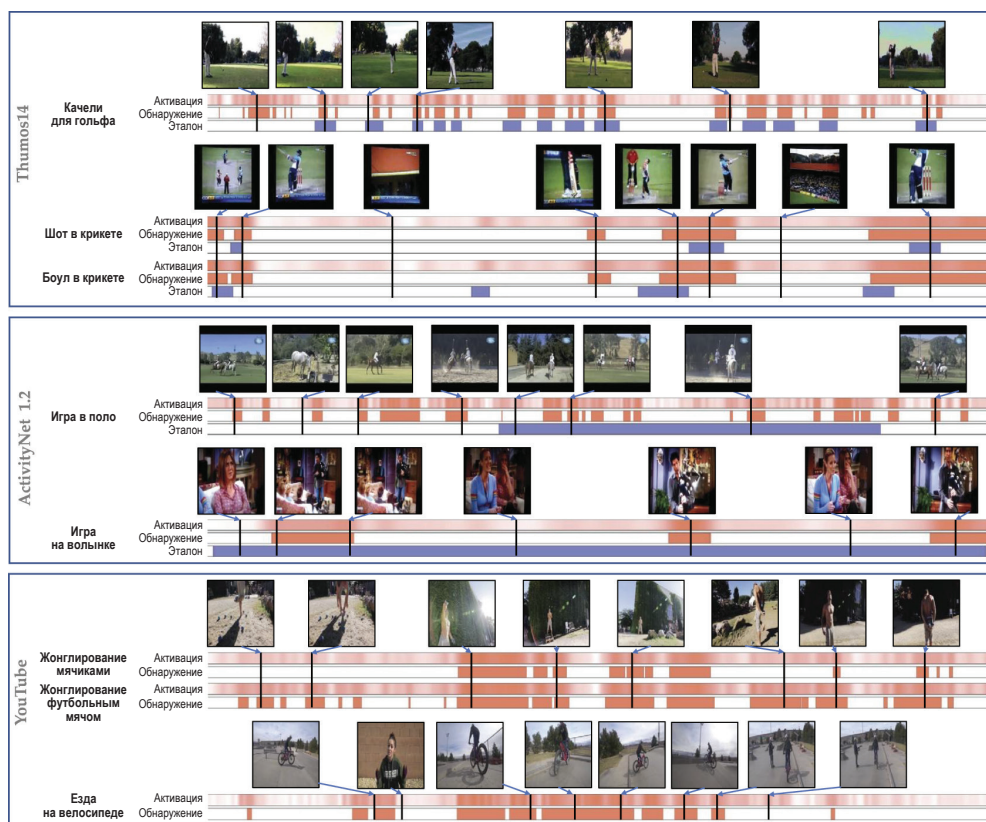 Thumos14
Качели
для гольфа
Активация
Обнаружение
Эталон
Шот в крикете
Активация
Обнаружение
Эталон
Боул в крикете
Активация
Обнаружение
Эталон
ActivityNet 1.2
Игра в поло
Активация
Обнаружение
Эталон
Игра
на волынке
Активация
Обнаружение
Эталон
YouTube
Жонглирование
мячиками
Активация
Обнаружение
Жонглирование
футбольным
мячом
Активация
Обнаружение
Езда
на велосипеде
Активация
Обнаружение